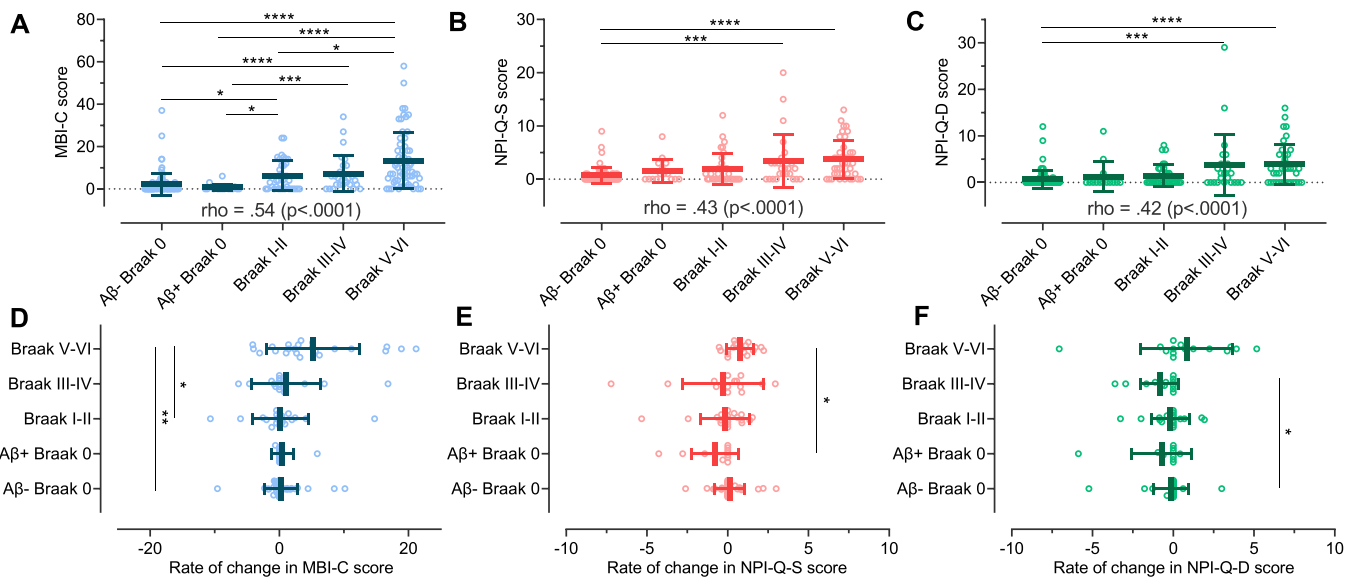 A
MBI-C score
80
60
40
20
0
****
****
*
****
***
*
*
rho = .54 (p<.0001)
Aβ- Braak 0
Aβ+ Braak 0
Braak I-II
Braak III-IV
Braak V-VI
B
NPI-Q-S score
30
20
10
0
****
***
rho = .43 (p<.0001)
Aβ- Braak 0
Aβ+ Braak 0
Braak I-II
Braak III-IV
Braak V-VI
C
NPI-Q-D score
30
20
10
0
****
***
rho = .42 (p<.0001)
Aβ- Braak 0
Aβ+ Braak 0
Braak I-II
Braak III-IV
Braak V-VI
D
Braak V-VI
Braak III-IV
Braak I-II
Aβ+ Braak 0
Aβ- Braak 0
*
**
-20
0
20
Rate of change in MBI-C score
E
Braak V-VI
Braak III-IV
Braak I-II
Aβ+ Braak 0
Aβ- Braak 0
*
-10
-5
0
5
10
Rate of change in NPI-Q-S score
F
Braak V-VI
Braak III-IV
Braak I-II
Aβ+ Braak 0
Aβ- Braak 0
*
-10
-5
0
5
10
Rate of change in NPI-Q-D score